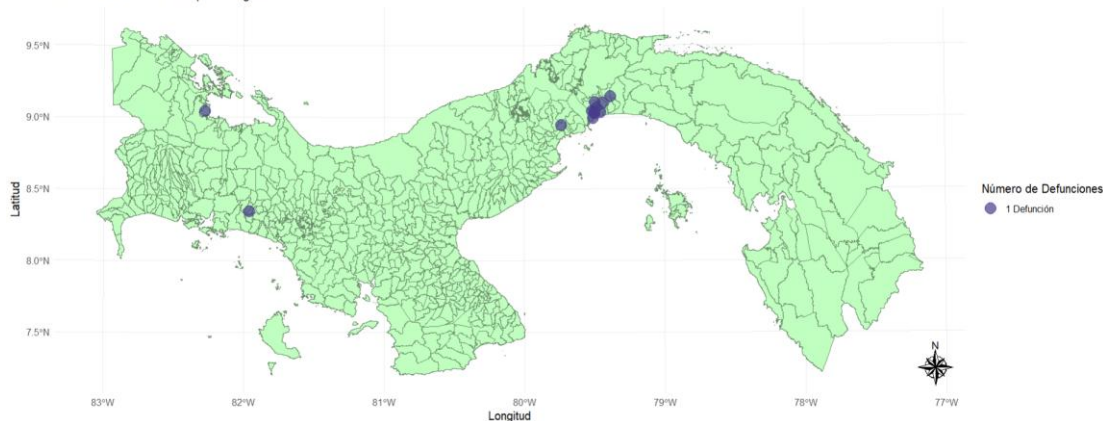 9.5°N
9.0°N
8.5°N
8.0°N
7.5°N
Latitud
83°W 82°W 81°W 80°W 79°W 78°W 77°W
Longitud
Número de Defunciones
1 Defunción
N